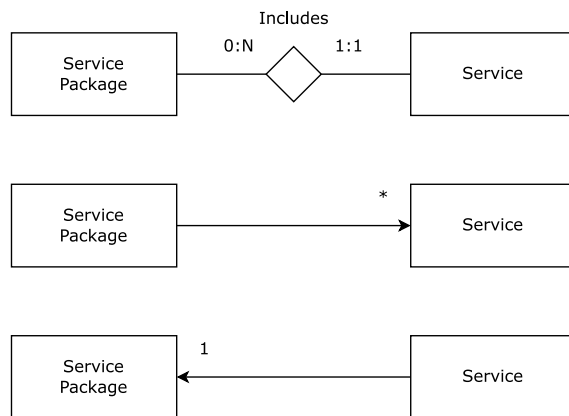 Includes
0:N 1:1
Service
Package
Service
*
Service
Package
Service
1
Service
Package
Service